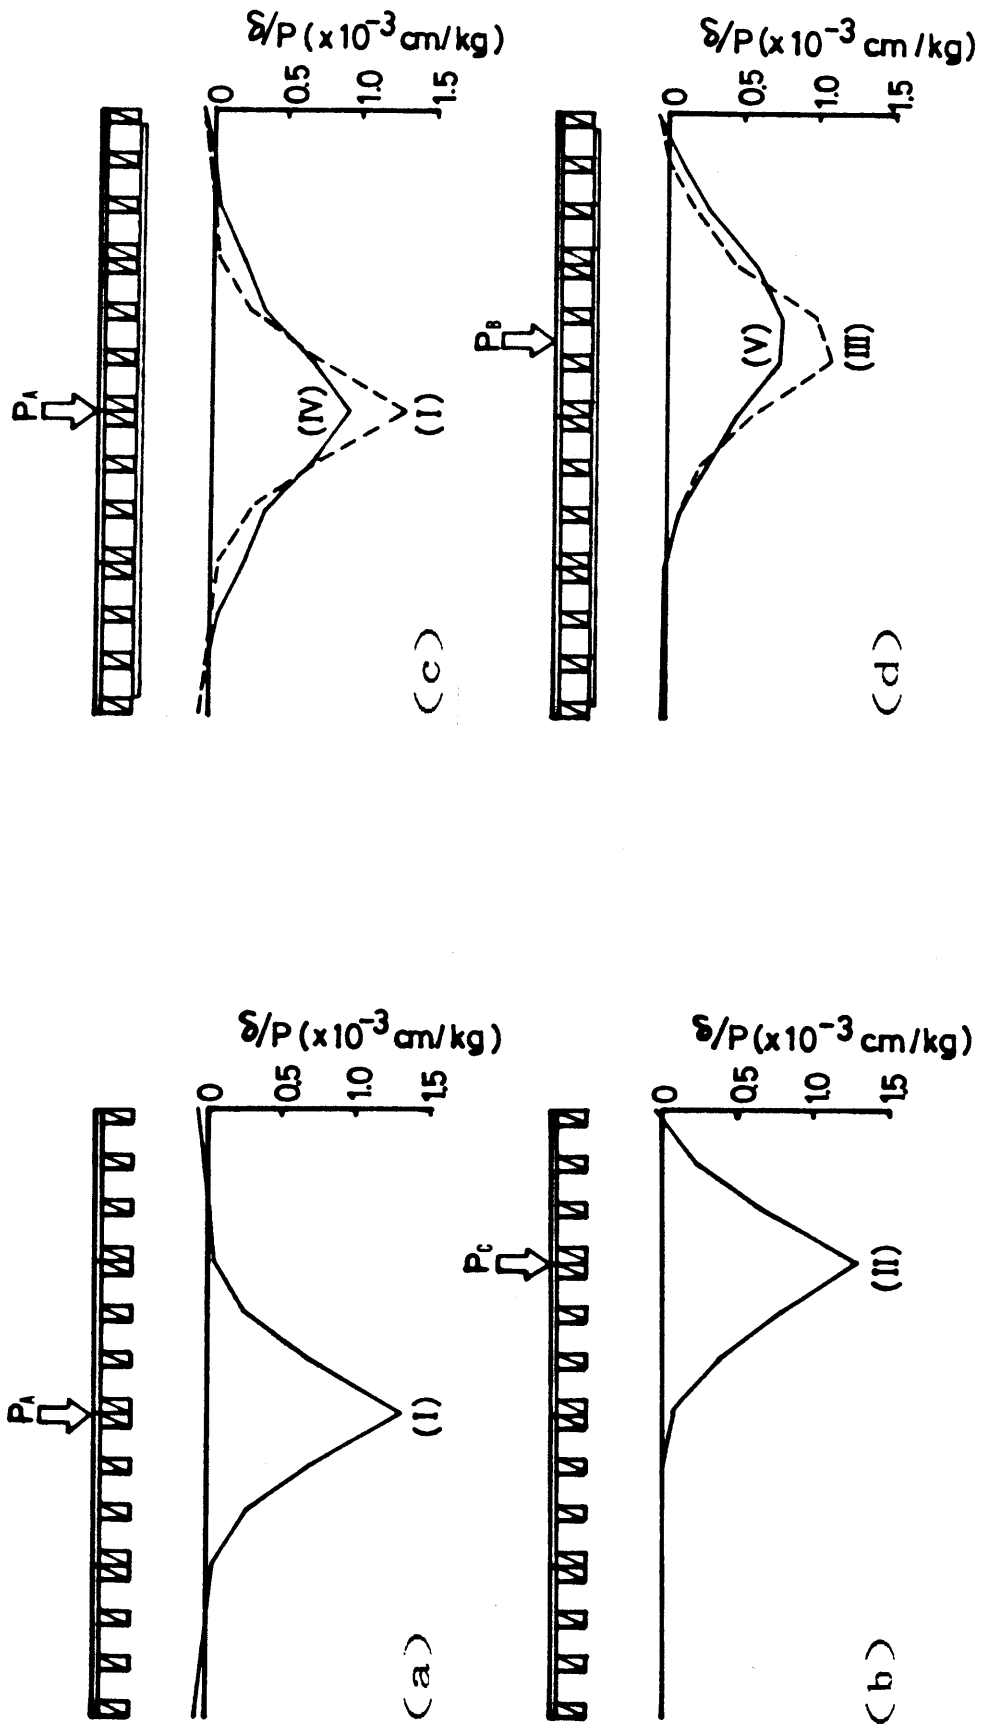 P_A
δ/P (x10⁻³ cm/kg)
0
0.5
1.0
1.5
(I)
(a)
P_C
δ/P (x10⁻³ cm/kg)
0
0.5
1.0
1.5
(II)
(b)
P_A
δ/P (x10⁻³ cm/kg)
0
0.5
1.0
1.5
(IV)
(I)
(c)
P_B
δ/P (x10⁻³ cm/kg)
0
0.5
1.0
1.5
(V)
(III)
(d)